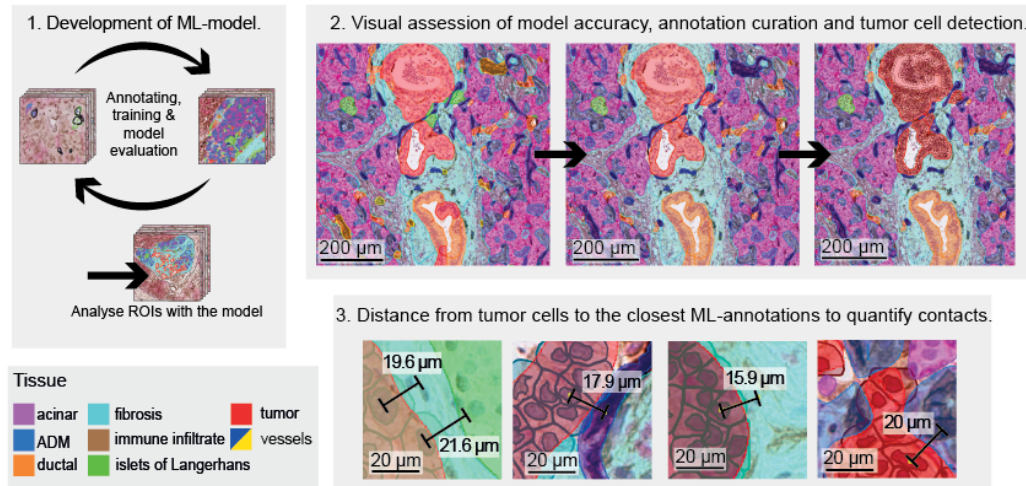 1. Development of ML-model.
Annotating,
training &
model
evaluation
Analyse ROIs with the model
2. Visual assession of model accuracy, annotation curation and tumor cell detection.
200 µm
200 µm
200 µm
3. Distance from tumor cells to the closest ML-annotations to quantify contacts.
19.6 µm
21.6 µm
20 µm
17.9 µm
20 µm
15.9 µm
20 µm
20 µm
20 µm
Tissue
acinar
fibrosis
tumor
ADM
immune infiltrate
vessels
ductal
islets of Langerhans